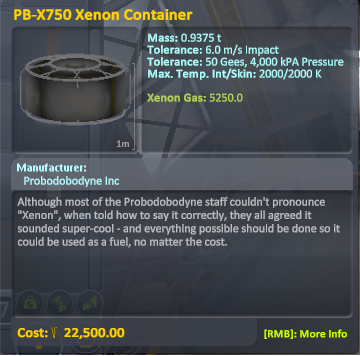 PB-X750 Xenon Container
Mass: 0.9375 t
Tolerance: 6.0 m/s Impact
Tolerance: 50 Gees, 4,000 kPA Pressure
Max. Temp. Int/Skin: 2000/2000 K
Xenon Gas: 5250.0
1m
Manufacturer:
Probodobodyne Inc
Although most of the Probodobodyne staff couldn't pronounce
"Xenon", when told how to say it correctly, they all agreed it
sounded super-cool - and everything possible should be done so it
could be used as a fuel, no matter the cost.
Cost: 22,500.00
[RMB]: More Info